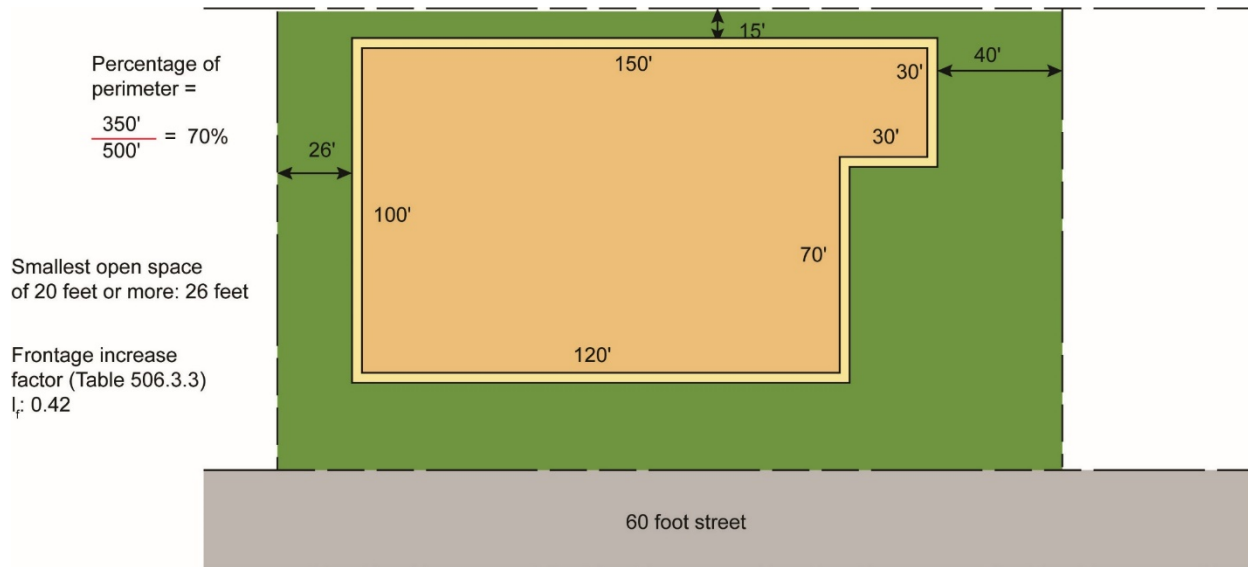 15'
Percentage of
perimeter =
350'
500'
= 70%
150'
30'
40'
30'
26'
100'
70'
Smallest open space
of 20 feet or more: 26 feet
Frontage increase
factor (Table 506.3.3)
If: 0.42
120'
60 foot street